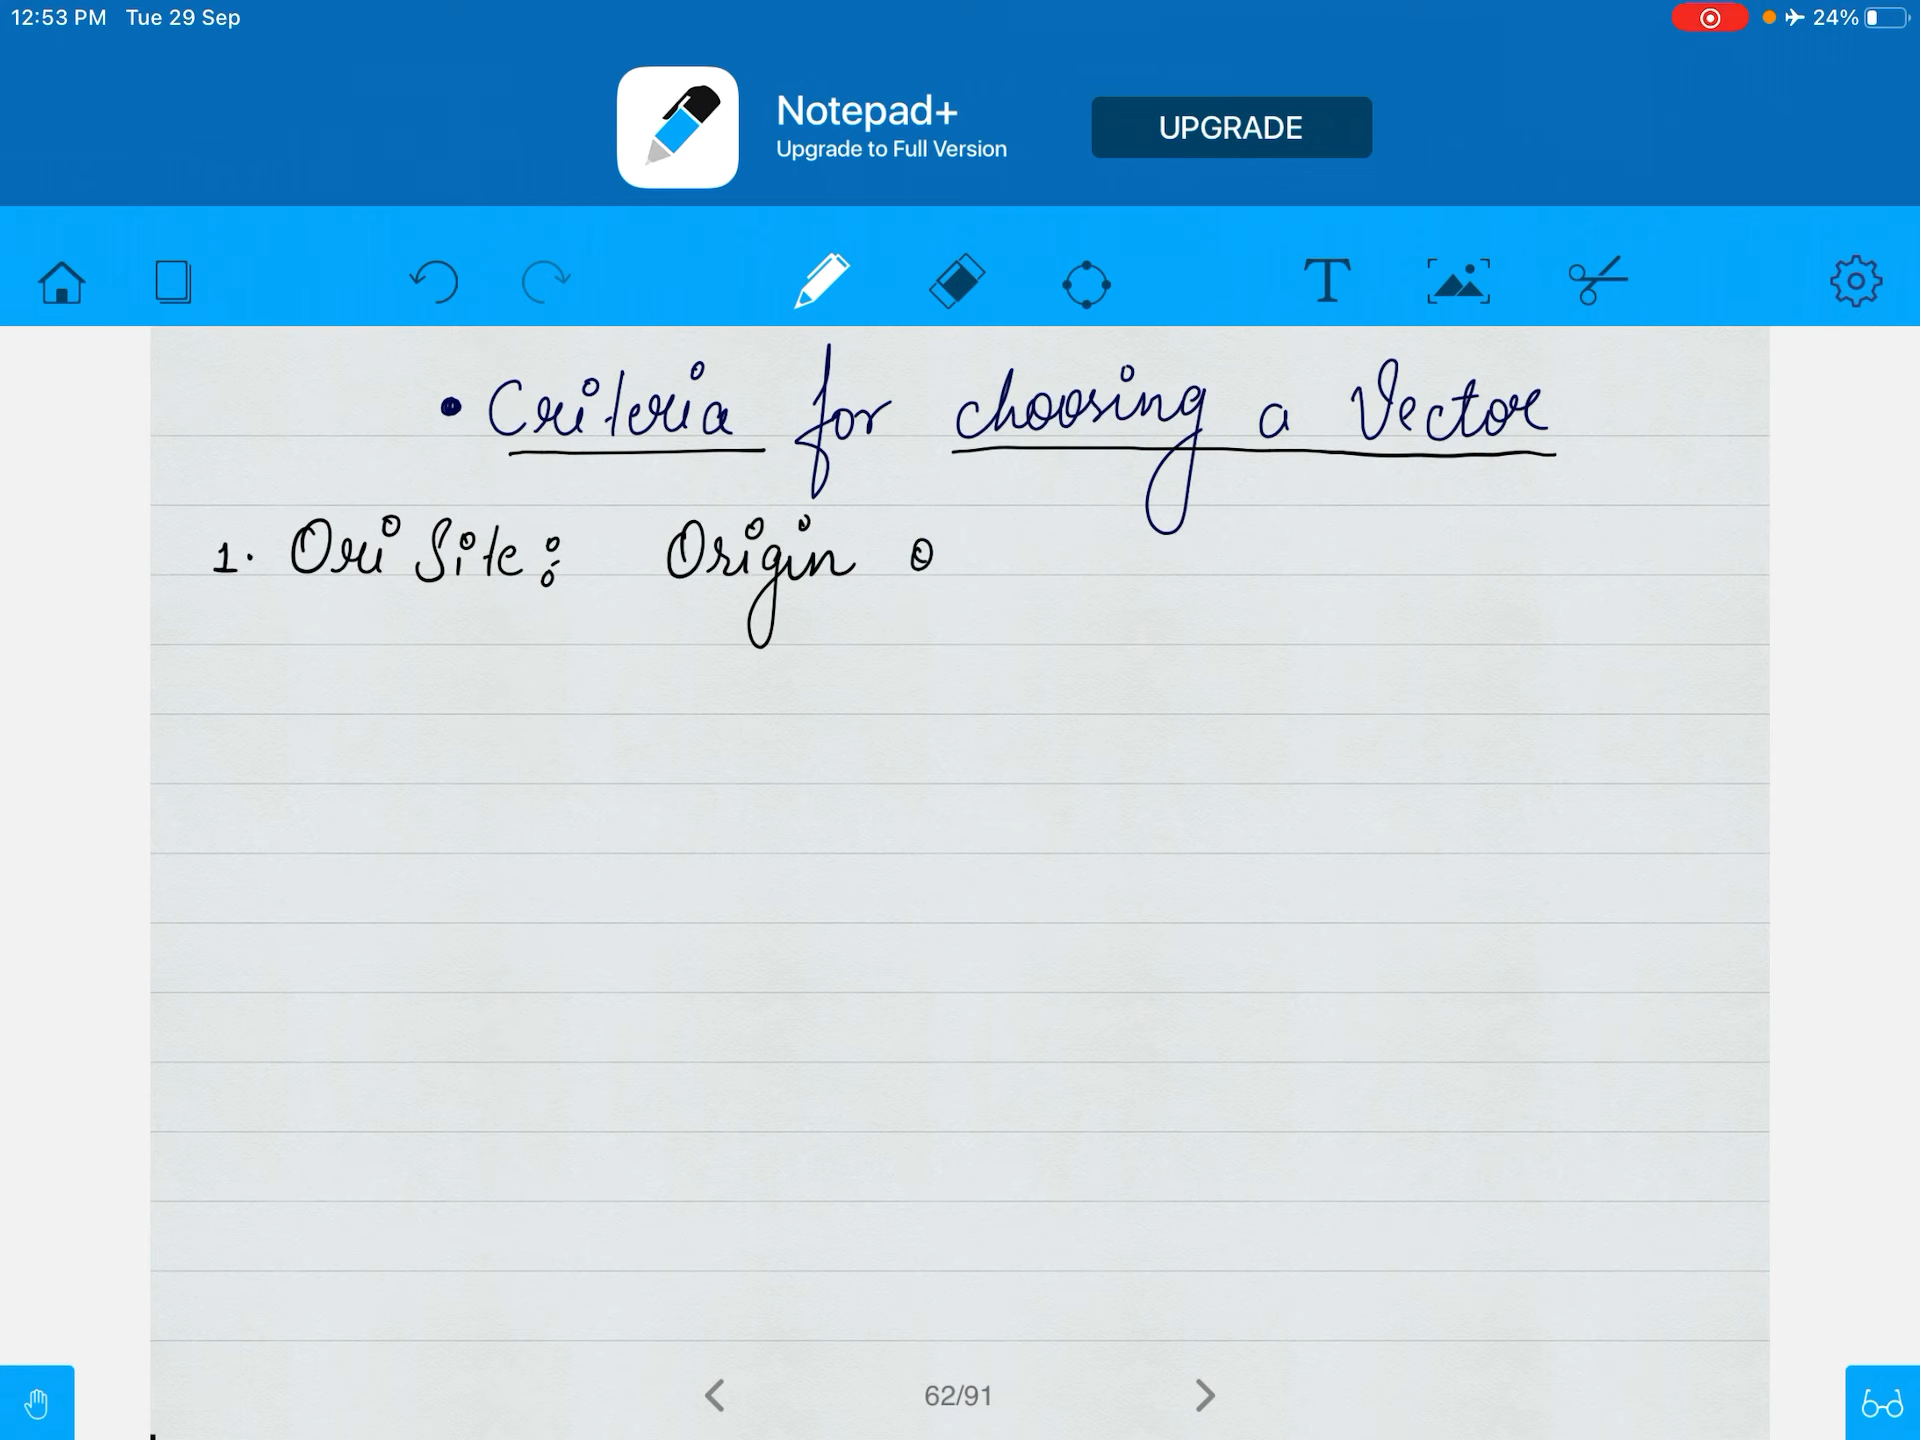 12:53 PM Tue 29 Sep 24%
Notepad+
Upgrade to Full Version
UPGRADE
T
• Criteria for choosing a Vector
1. Ori Site: Origin o
62/91